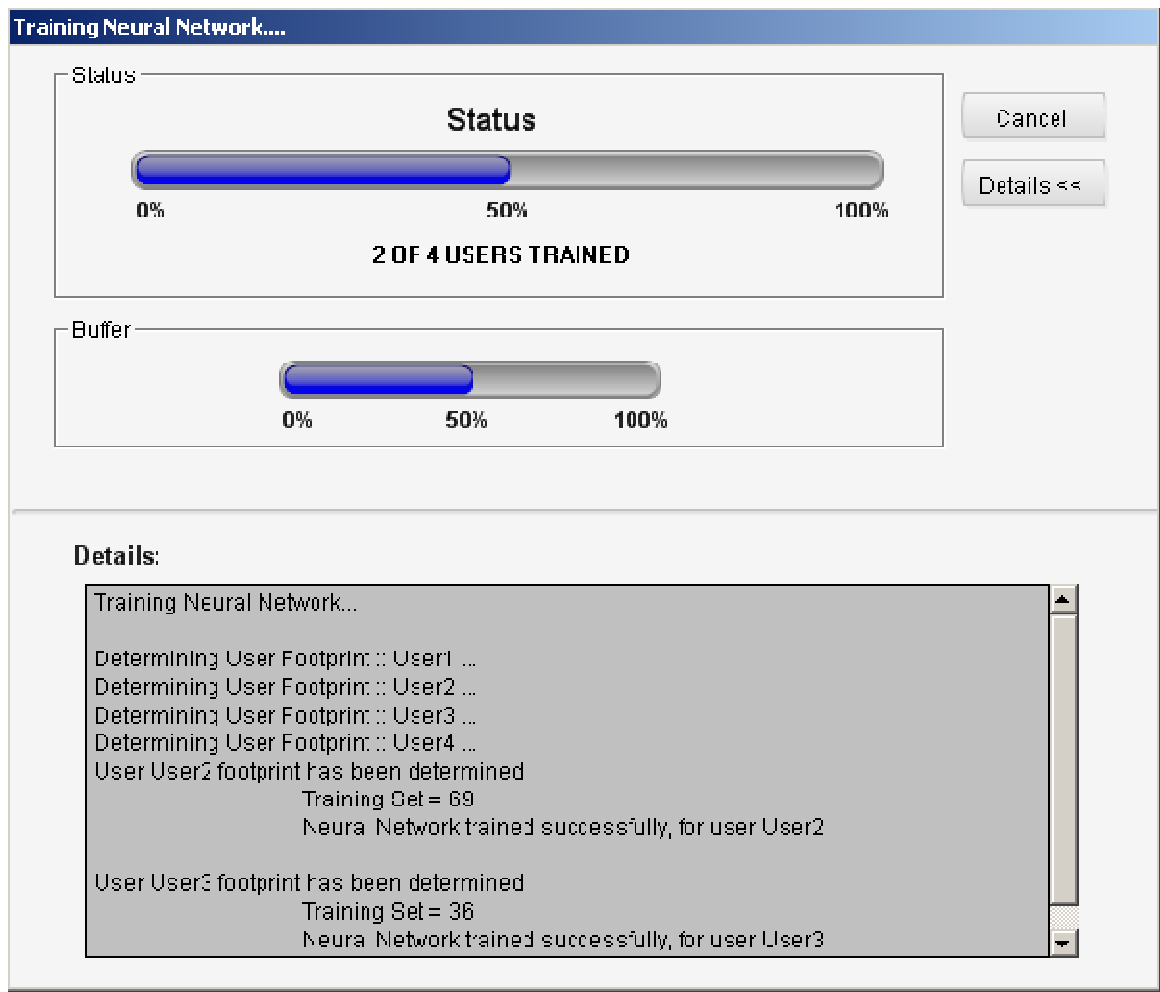 Training Neural Network....
Status
Status
Cancel
Details <<
0% 50% 100%
2 OF 4 USERS TRAINED
Buffer
0% 50% 100%
Details:
Training Neural Network...
Determining User Footprint :: User1 ...
Determining User Footprint :: User2 ...
Determining User Footprint :: User3 ...
Determining User Footprint :: User4 ...
User User2 footprint has been determined
Training Set = 69
Neural Network trained successfully, for user User2
User User3 footprint has been determined
Training Set = 36
Neural Network trained successfully, for user User3